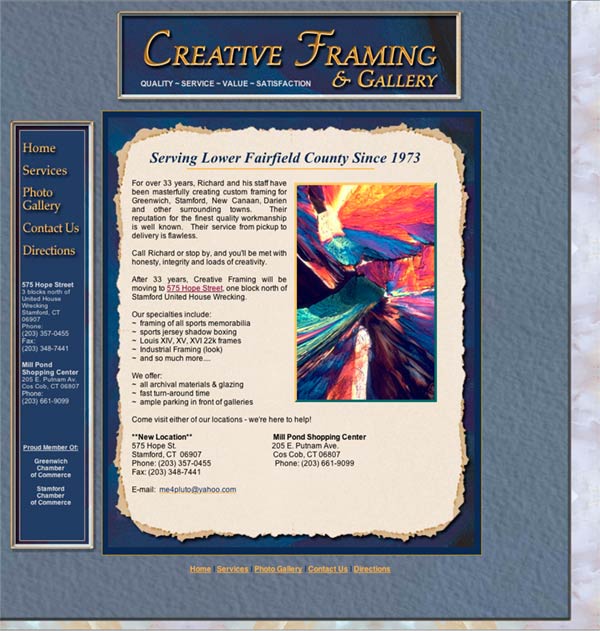 CREATIVE FRAMING
& GALLERY
QUALITY ~ SERVICE ~ VALUE ~ SATISFACTION
Home
Services
Photo
Gallery
Contact Us
Directions
575 Hope Street
3 blocks north of
United House
Wrecking
Stamford, CT
06907
Phone:
(203) 357-0455
Fax:
(203) 348-7441
Mill Pond
Shopping Center
205 E. Putnam Av.
Cos Cob, CT 06807
Phone:
(203) 661-9099
Proud Member Of:
Greenwich
Chamber
of Commerce
Stamford
Chamber
of Commerce
Serving Lower Fairfield County Since 1973
For over 33 years, Richard and his staff have
been masterfully creating custom framing for
Greenwich, Stamford, New Canaan, Darien
and other surrounding towns. Their
reputation for the finest quality workmanship
is well known. Their service from pickup to
delivery is flawless.
Call Richard or stop by, and you'll be met with
honesty, integrity and loads of creativity.
After 33 years, Creative Framing will be
moving to 575 Hope Street, one block north of
Stamford United House Wrecking.
Our specialties include:
~ framing of all sports memorabilia
~ sports jersey shadow boxing
~ Louis XIV, XV, XVI 22k frames
~ Industrial Framing (look)
~ and so much more....
We offer:
~ all archival materials & glazing
~ fast turn-around time
~ ample parking in front of galleries
Come visit either of our locations - we're here to help!
**New Location**
575 Hope St.
Stamford, CT 06907
Phone: (203) 357-0455
Fax: (203) 348-7441
Mill Pond Shopping Center
205 E. Putnam Ave.
Cos Cob, CT 06807
Phone: (203) 661-9099
E-mail: me4pluto@yahoo.com
Home | Services | Photo Gallery | Contact Us | Directions